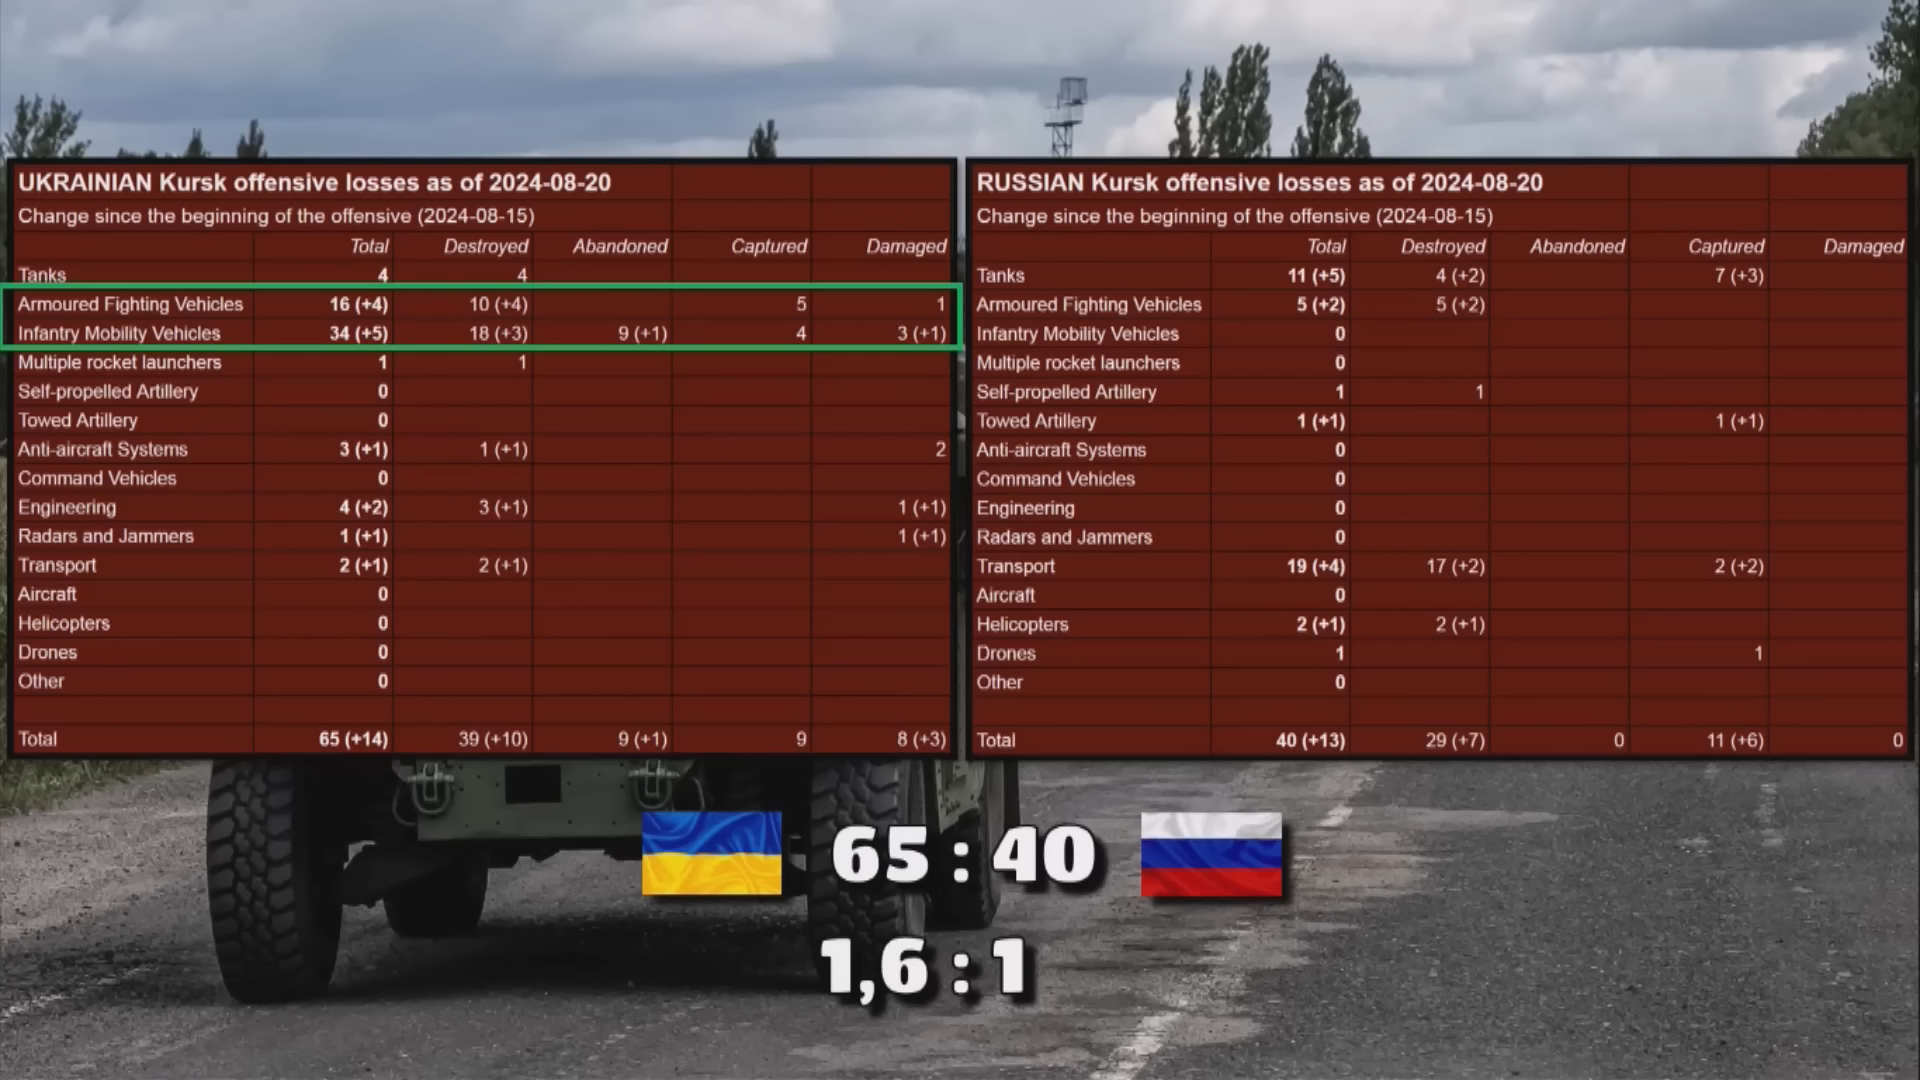 UKRAINIAN Kursk offensive losses as of 2024-08-20
Change since the beginning of the offensive (2024-08-15)
Total Destroyed Abandoned Captured Damaged
Tanks 4 4
Armoured Fighting Vehicles 16 (+4) 10 (+4) 5 1
Infantry Mobility Vehicles 34 (+5) 18 (+3) 9 (+1) 4 3 (+1)
Multiple rocket launchers 1 1
Self-propelled Artillery 0
Towed Artillery 0
Anti-aircraft Systems 3 (+1) 1 (+1) 2
Command Vehicles 0
Engineering 4 (+2) 3 (+1) 1 (+1)
Radars and Jammers 1 (+1) 1 (+1)
Transport 2 (+1) 2 (+1)
Aircraft 0
Helicopters 0
Drones 0
Other 0
Total 65 (+14) 39 (+10) 9 (+1) 9 8 (+3)
RUSSIAN Kursk offensive losses as of 2024-08-20
Change since the beginning of the offensive (2024-08-15)
Total Destroyed Abandoned Captured Damaged
Tanks 11 (+5) 4 (+2) 7 (+3)
Armoured Fighting Vehicles 5 (+2) 5 (+2)
Infantry Mobility Vehicles 0
Multiple rocket launchers 0
Self-propelled Artillery 1 1
Towed Artillery 1 (+1) 1 (+1)
Anti-aircraft Systems 0
Command Vehicles 0
Engineering 0
Radars and Jammers 0
Transport 19 (+4) 17 (+2) 2 (+2)
Aircraft 0
Helicopters 2 (+1) 2 (+1)
Drones 1 1
Other 0
Total 40 (+13) 29 (+7) 0 11 (+6) 0
65 : 40
1,6 : 1